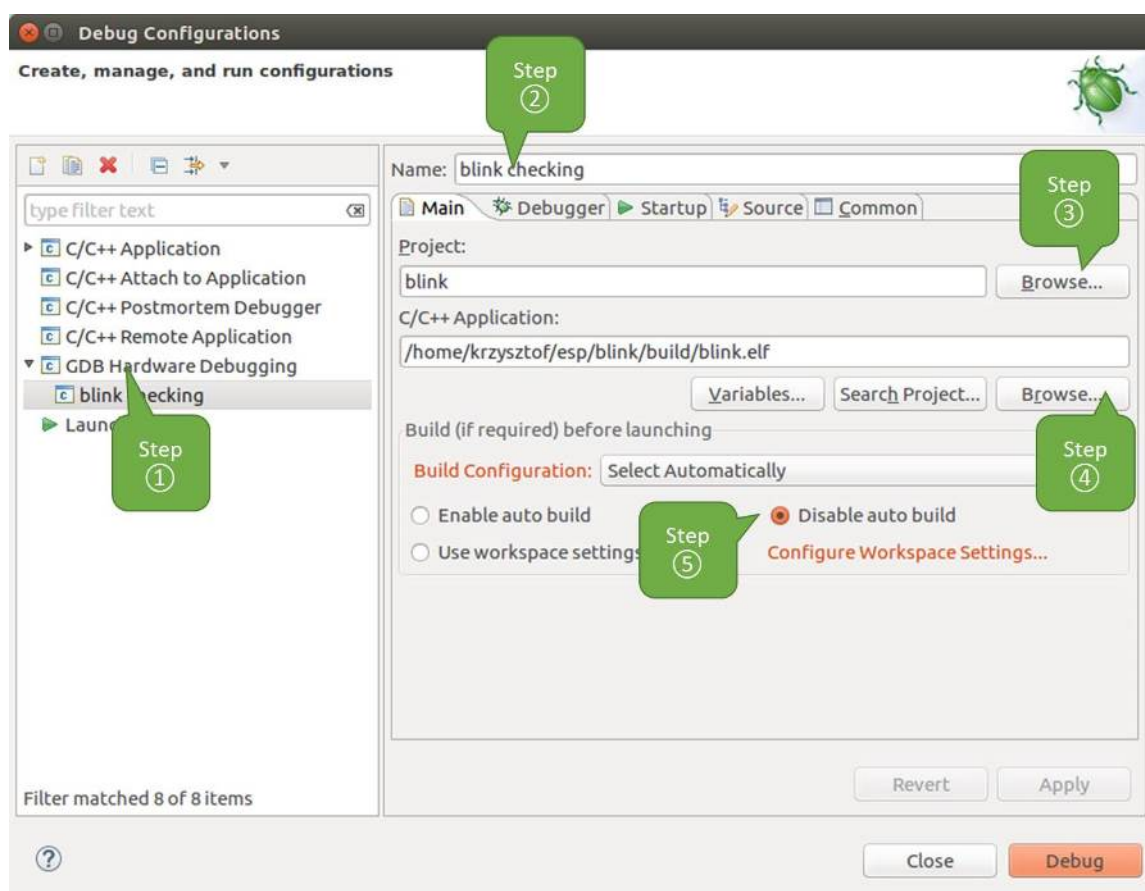 Debug Configurations
Create, manage, and run configurations
Step
②
type filter text
C/C++ Application
C/C++ Attach to Application
C/C++ Postmortem Debugger
C/C++ Remote Application
GDB Hardware Debugging
blink checking
Step
①
Filter matched 8 of 8 items
Name: blink checking
Step
③
Main Debugger Startup Source Common
Project:
blink Browse...
C/C++ Application:
/home/krzysztof/esp/blink/build/blink.elf
Variables... Search Project... Browse...
Step
④
Build (if required) before launching
Build Configuration: Select Automatically
Enable auto build Disable auto build
Step
⑤
Use workspace settings Configure Workspace Settings...
Revert Apply
Close Debug